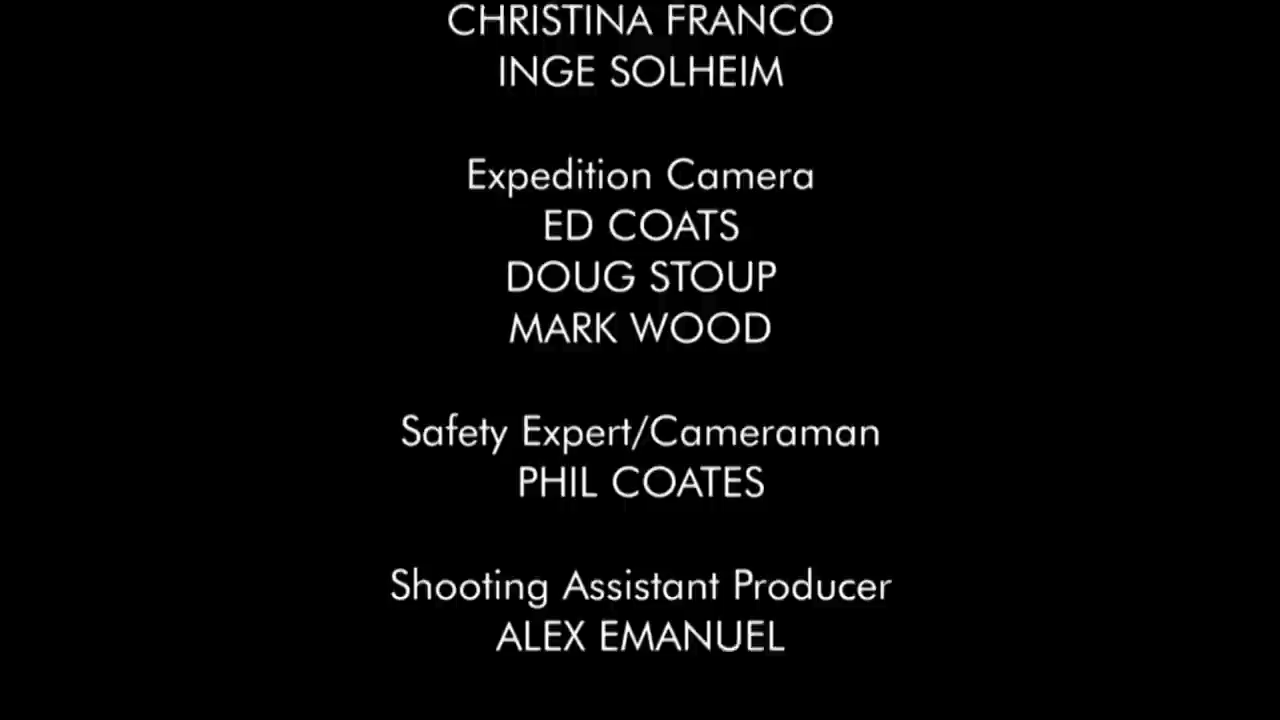 CHRISTINA FRANCO
INGE SOLHEIM
Expedition Camera
ED COATS
DOUG STOUP
MARK WOOD
Safety Expert/Cameraman
PHIL COATES
Shooting Assistant Producer
ALEX EMANUEL